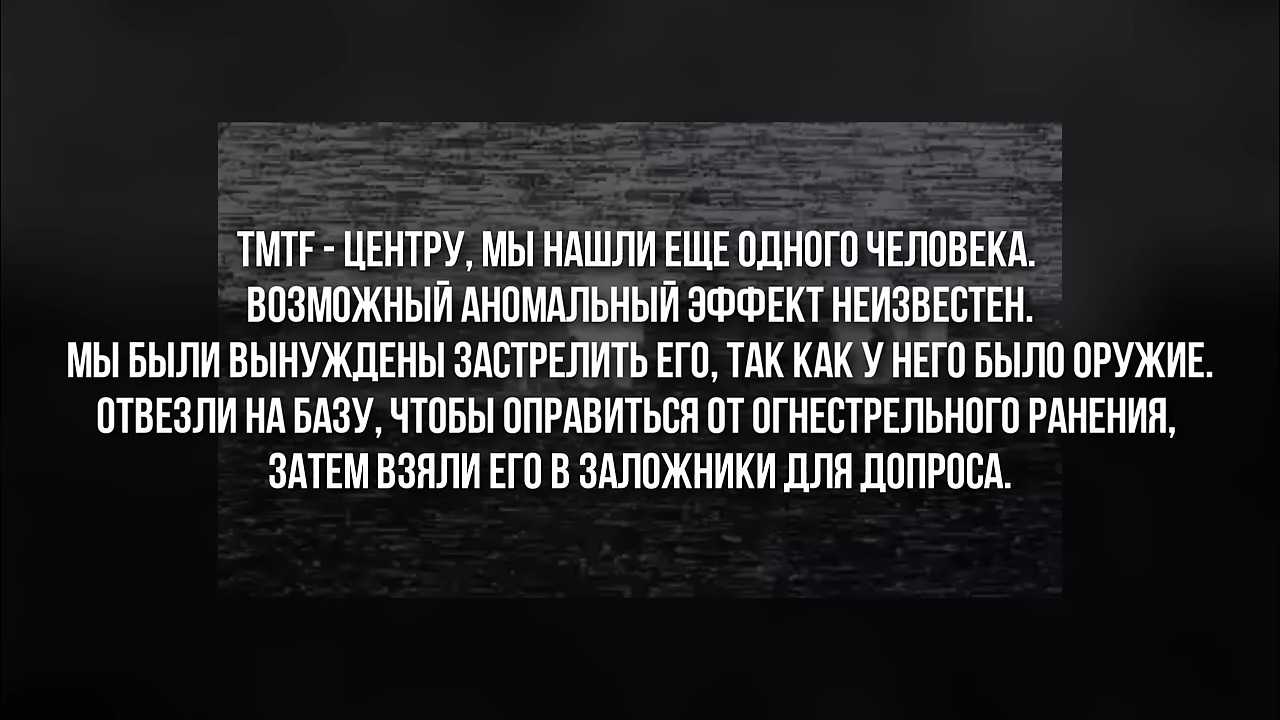 TMTF - ЦЕНТРУ, МЫ НАШЛИ ЕЩЕ ОДНОГО ЧЕЛОВЕКА.
ВОЗМОЖНЫЙ АНОМАЛЬНЫЙ ЭФФЕКТ НЕИЗВЕСТЕН.
МЫ БЫЛИ ВЫНУЖДЕНЫ ЗАСТРЕЛИТЬ ЕГО, ТАК КАК У НЕГО БЫЛО ОРУЖИЕ.
ОТВЕЗЛИ НА БАЗУ, ЧТОБЫ ОПРАВИТЬСЯ ОТ ОГНЕСТРЕЛЬНОГО РАНЕНИЯ,
ЗАТЕМ ВЗЯЛИ ЕГО В ЗАЛОЖНИКИ ДЛЯ ДОПРОСА.